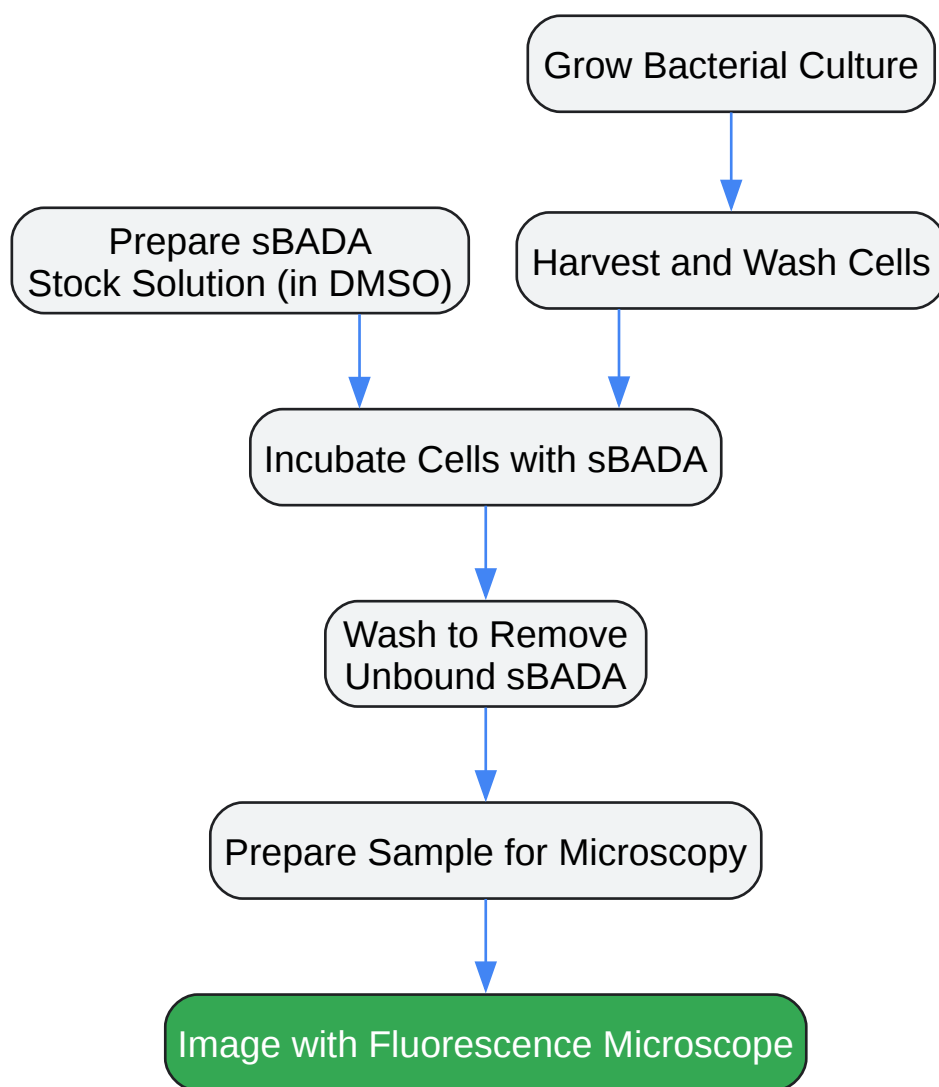 Grow Bacterial Culture
Prepare sBADA
Stock Solution (in DMSO)
Harvest and Wash Cells
Incubate Cells with sBADA
Wash to Remove
Unbound sBADA
Prepare Sample for Microscopy
Image with Fluorescence Microscope